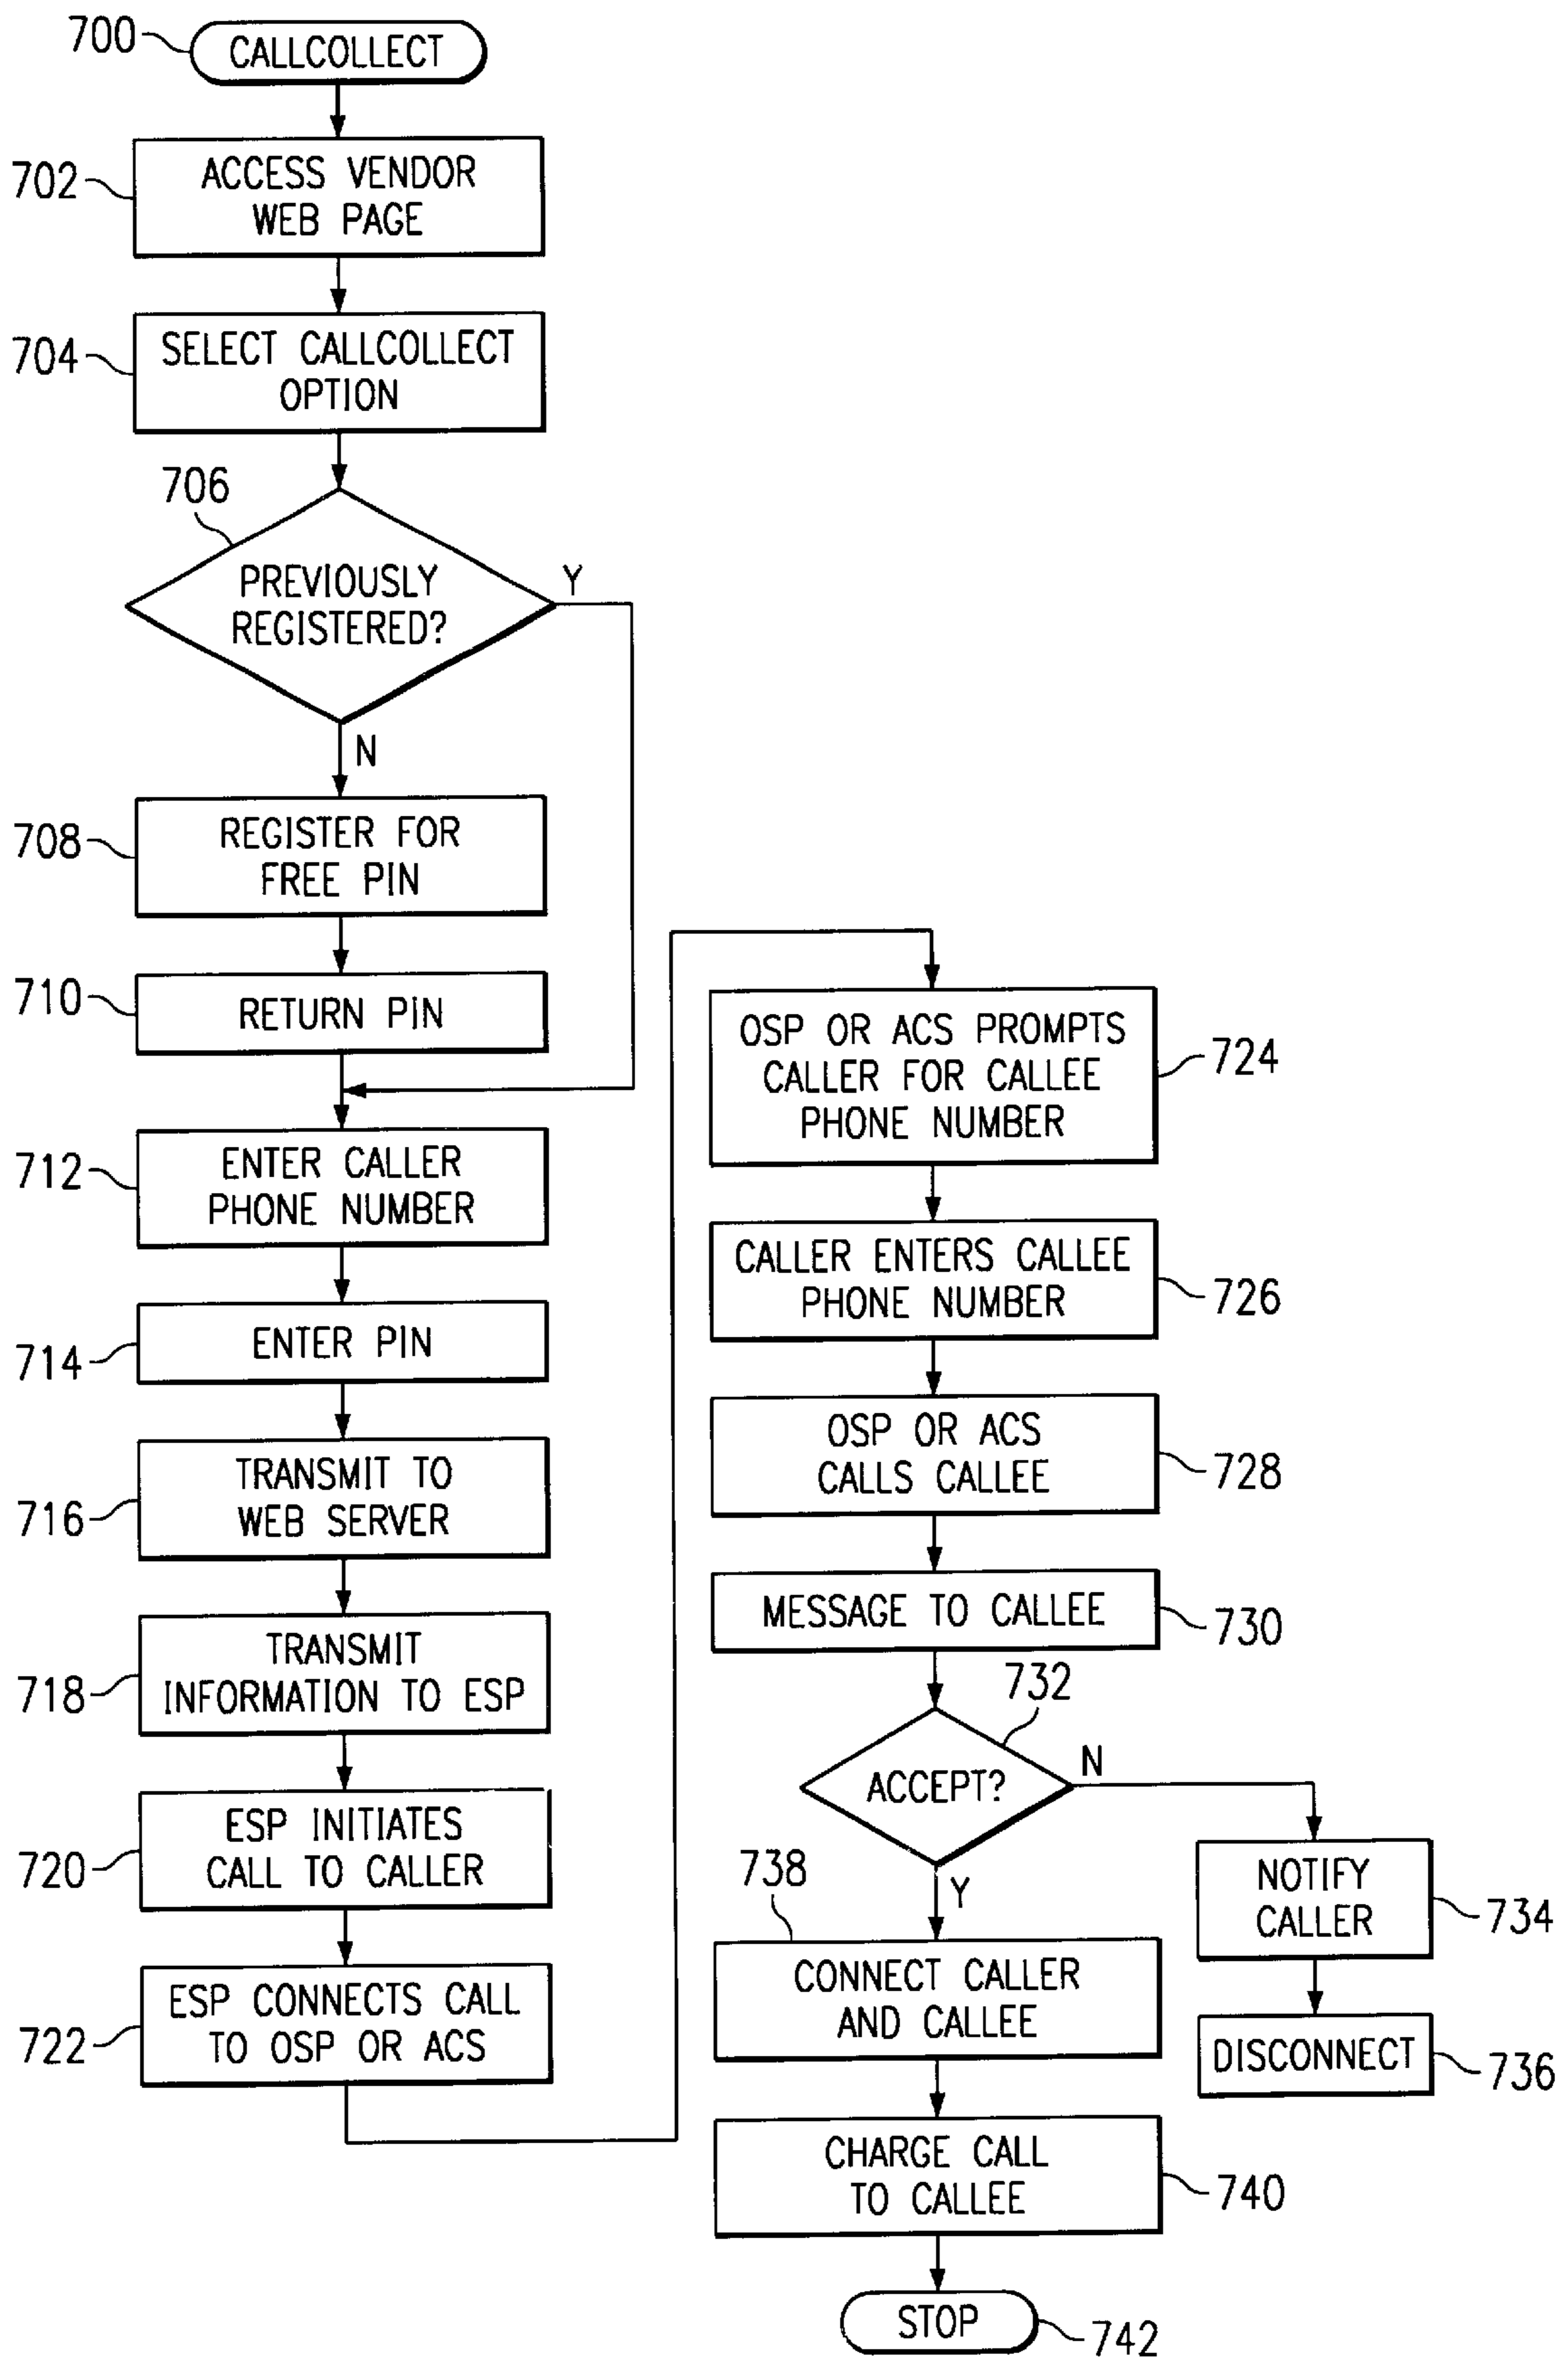 700
CALLCOLLECT
702
ACCESS VENDOR
WEB PAGE
704
SELECT CALLCOLLECT
OPTION
706
PREVIOUSLY
REGISTERED?
Y
N
708
REGISTER FOR
FREE PIN
710
RETURN PIN
712
ENTER CALLER
PHONE NUMBER
714
ENTER PIN
716
TRANSMIT TO
WEB SERVER
718
TRANSMIT
INFORMATION TO ESP
720
ESP INITIATES
CALL TO CALLER
722
ESP CONNECTS CALL
TO OSP OR ACS
OSP OR ACS PROMPTS
CALLER FOR CALLEE
PHONE NUMBER
724
CALLER ENTERS CALLEE
PHONE NUMBER
726
OSP OR ACS
CALLS CALLEE
728
MESSAGE TO CALLEE
730
732
ACCEPT?
N
Y
NOTIFY
CALLER
734
DISCONNECT
736
738
CONNECT CALLER
AND CALLEE
CHARGE CALL
TO CALLEE
740
STOP
742